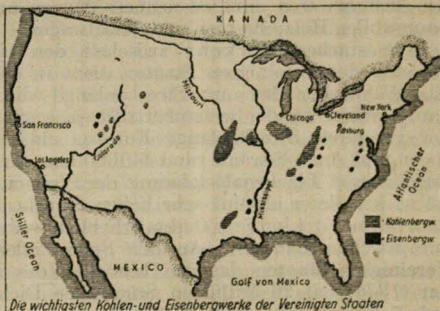 KANADA
Missouri
Chicago
Cleveland
New York
Pittsburg
San Francisco
Los Angeles
Colorado
Mississippi
Atlantischer
Ocean
Kohlenbergw.
Eisenbergw.
Stiller Ocean
MEXICO
Golf von Mexico
Die wichtigsten Kohlen- und Eisenbergwerke der Vereinigten Staaten